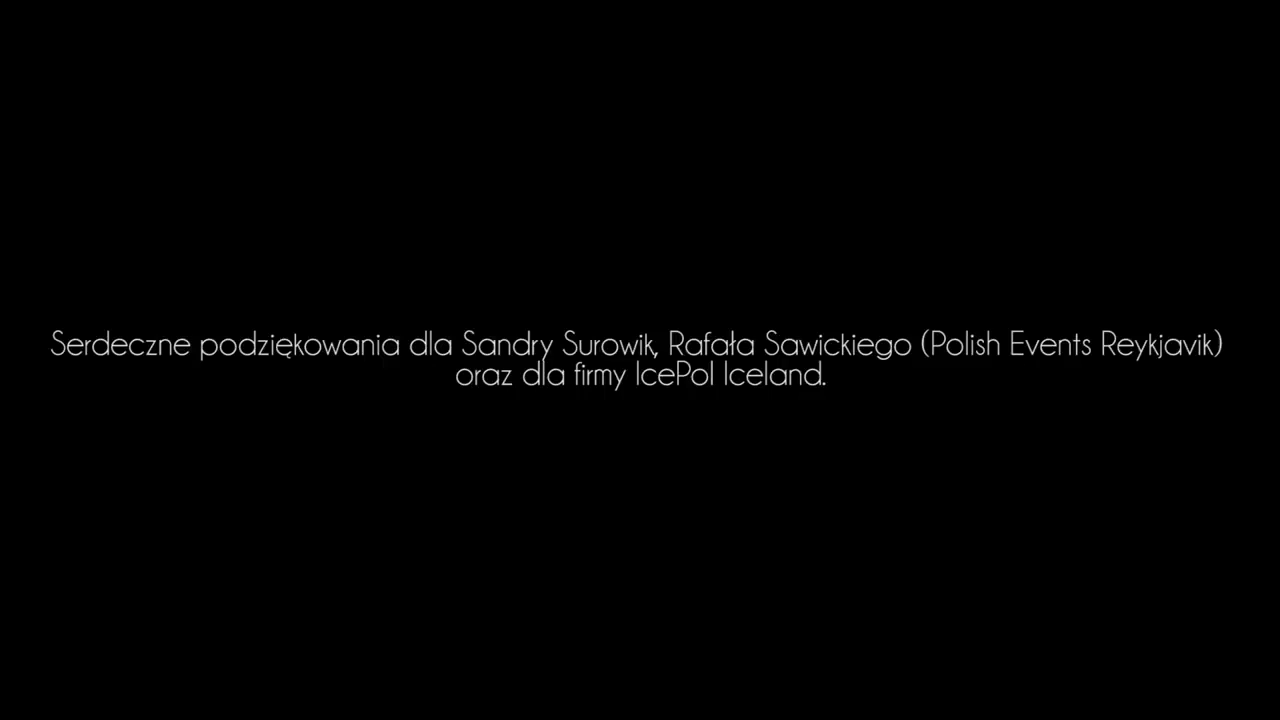 Serdeczne podziękowania dla Sandry Surowik, Rafała Sawickiego (Polish Events Reykjavik)
oraz dla firmy IcePol Iceland.